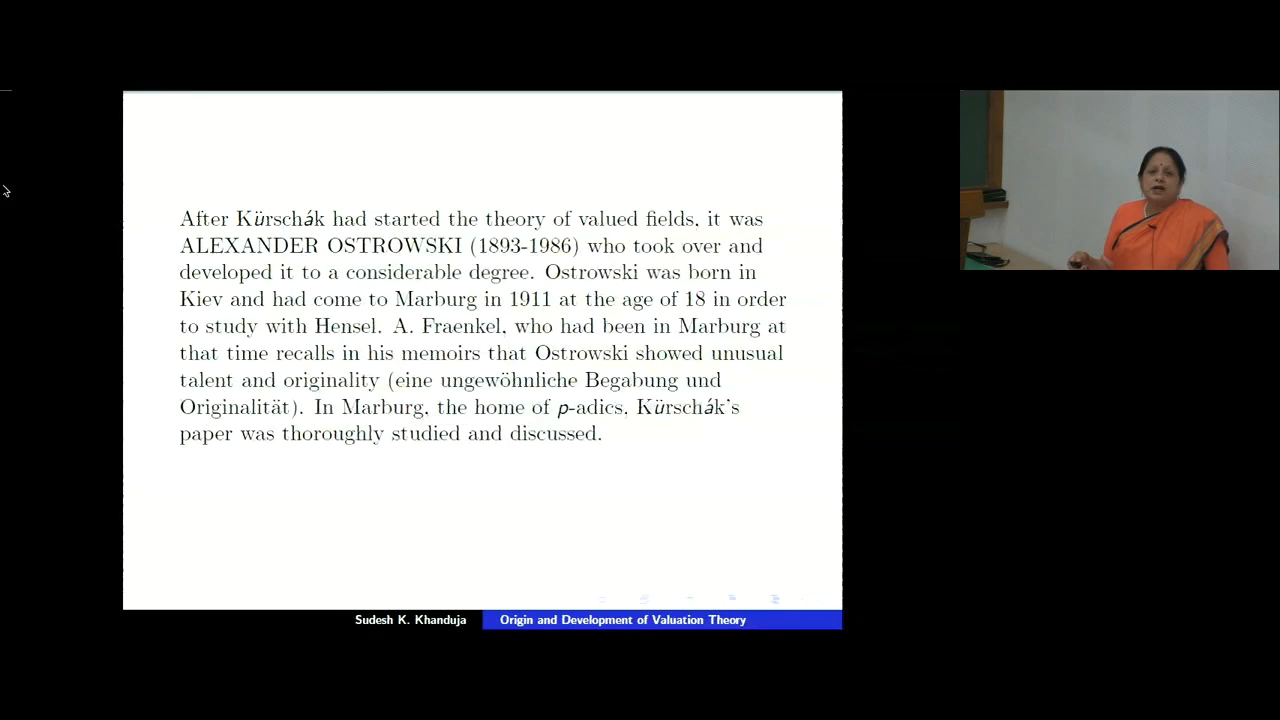 After Kürschák had started the theory of valued fields, it was
ALEXANDER OSTROWSKI (1893-1986) who took over and
developed it to a considerable degree. Ostrowski was born in
Kiev and had come to Marburg in 1911 at the age of 18 in order
to study with Hensel. A. Fraenkel, who had been in Marburg at
that time recalls in his memoirs that Ostrowski showed unusual
talent and originality (eine ungewöhnliche Begabung und
Originalität). In Marburg, the home of p-adics, Kürschák's
paper was thoroughly studied and discussed.
Sudesh K. Khanduja
Origin and Development of Valuation Theory